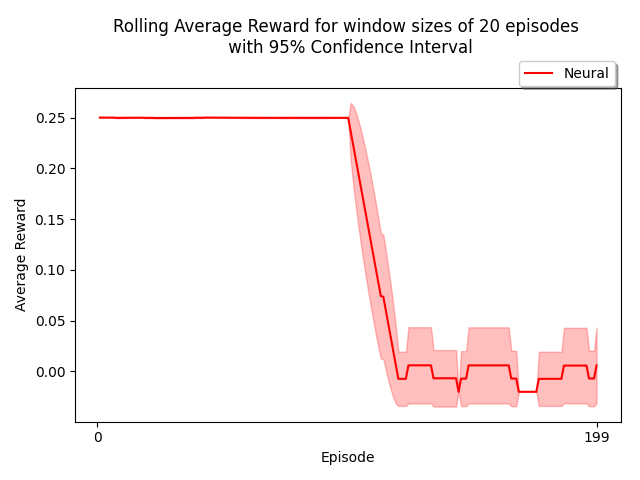 Rolling Average Reward for window sizes of 20 episodes
with 95% Confidence Interval
Neural
0.25
0.20
0.15
0.10
0.05
0.00
Average Reward
0
199
Episode